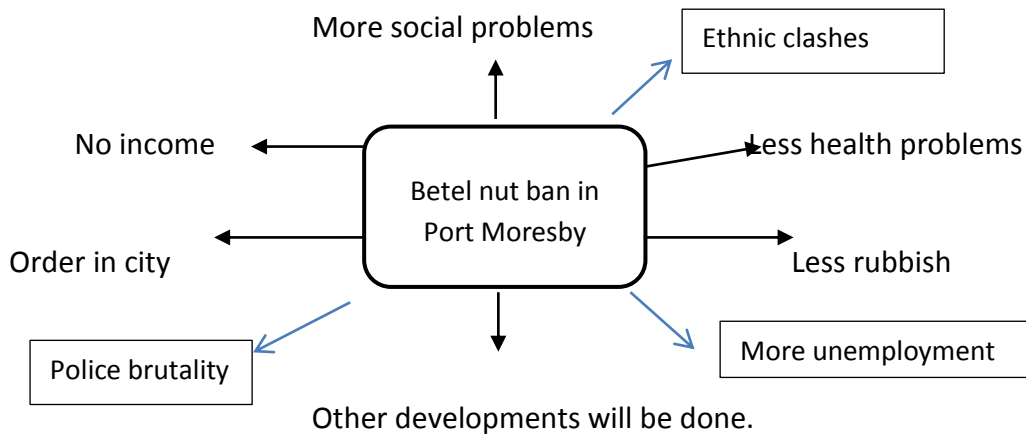 More social problems
Ethnic clashes
No income
Less health problems
Betel nut ban in
Port Moresby
Order in city
Less rubbish
Police brutality
More unemployment
Other developments will be done.